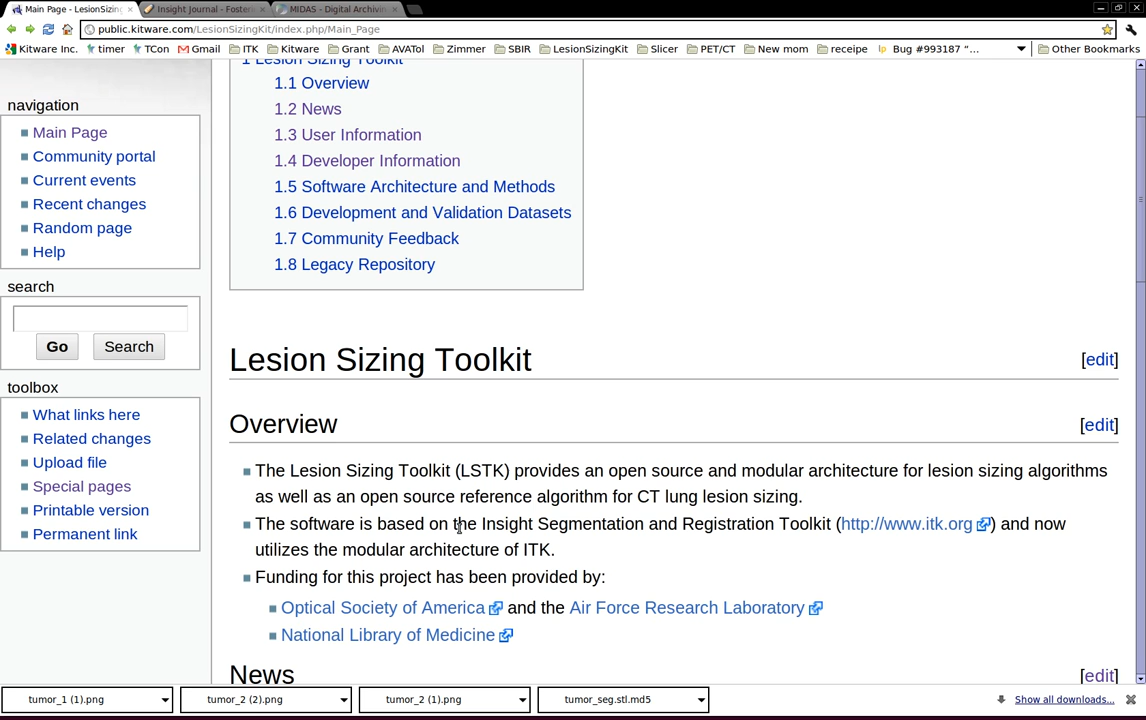 Main Page - LesionSizing
Insight Journal - Foster
MIDAS - Digital Archivin
public.kitware.com/LesionSizingKit/index.php/Main_Page
Kitware Inc. timer TCon Gmail ITK Kitware Grant AVATol Zimmer SBIR LesionSizingKit Slicer PET/CT New mom receipe Bug #993187 “... Other Bookmarks
navigation
Main Page
Community portal
Current events
Recent changes
Random page
Help
search
Go Search
toolbox
What links here
Related changes
Upload file
Special pages
Printable version
Permanent link
1 Lesion Sizing Toolkit
1.1 Overview
1.2 News
1.3 User Information
1.4 Developer Information
1.5 Software Architecture and Methods
1.6 Development and Validation Datasets
1.7 Community Feedback
1.8 Legacy Repository
Lesion Sizing Toolkit [edit]
Overview [edit]
The Lesion Sizing Toolkit (LSTK) provides an open source and modular architecture for lesion sizing algorithms
as well as an open source reference algorithm for CT lung lesion sizing.
The software is based on the Insight Segmentation and Registration Toolkit (http://www.itk.org) and now
utilizes the modular architecture of ITK.
Funding for this project has been provided by:
Optical Society of America and the Air Force Research Laboratory
National Library of Medicine
News [edit]
tumor_1 (1).png tumor_2 (2).png tumor_2 (1).png tumor_seg.stl.md5 Show all downloads...